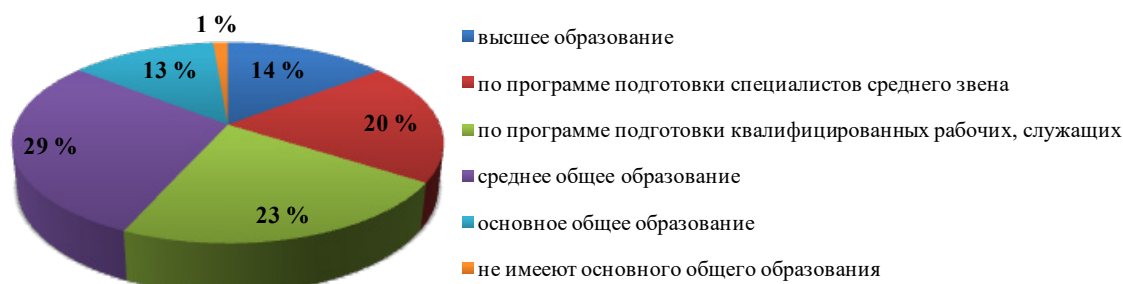 1 %
14 %
20 %
23 %
29 %
13 %
высшее образование
по программе подготовки специалистов среднего звена
по программе подготовки квалифицированных рабочих, служащих
среднее общее образование
основное общее образование
не имееют основного общего образования